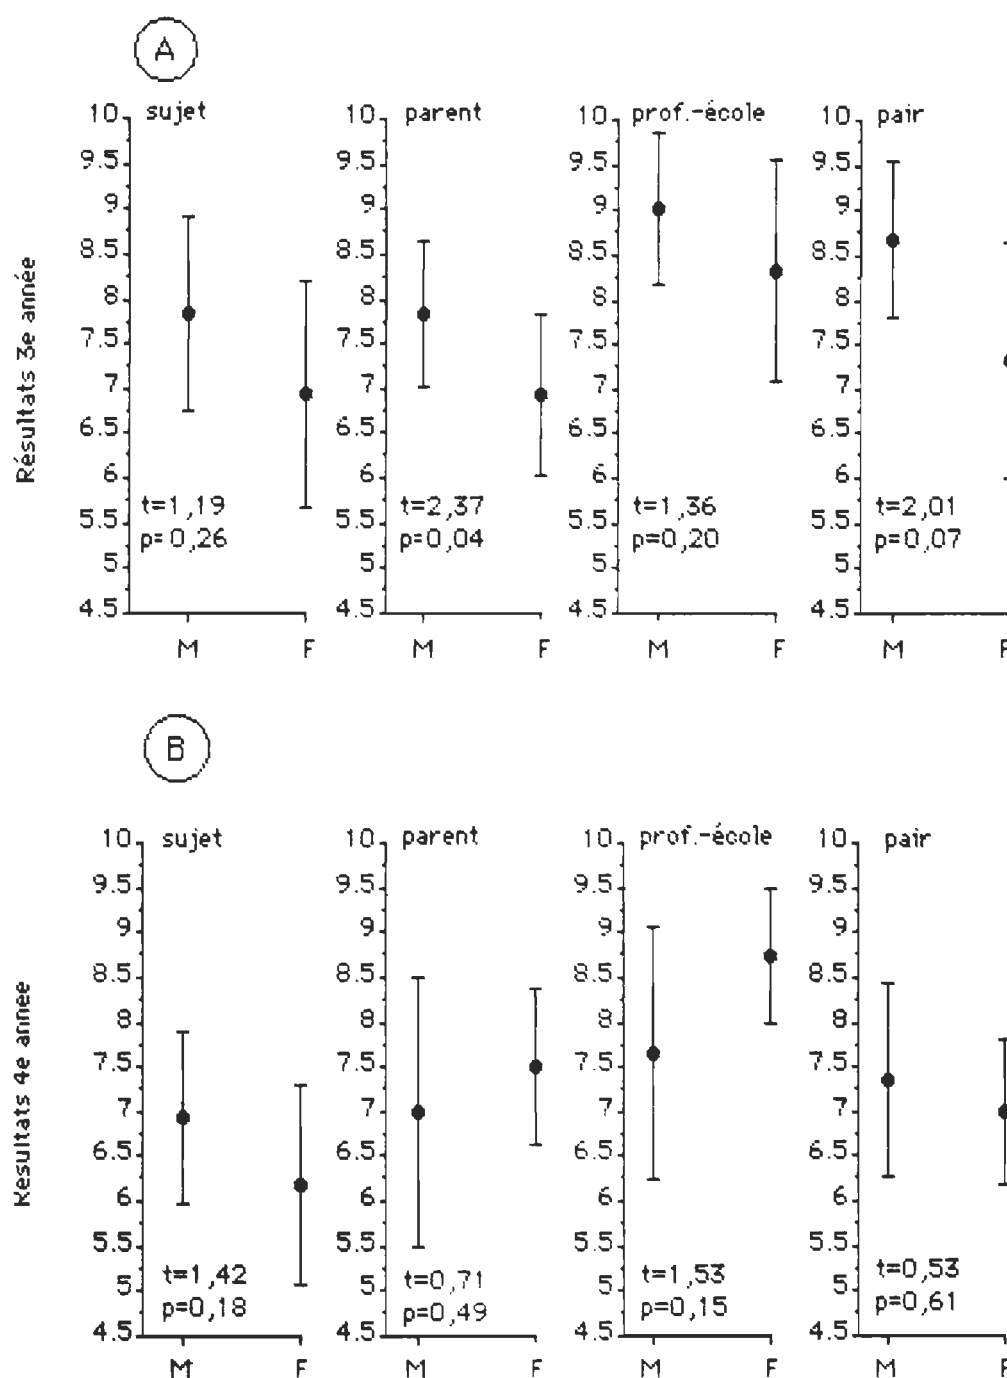 A
sujet
parent
prof.-école
pair
Résultats 3e année
10
9.5
9
8.5
8
7.5
7
6.5
6
5.5
5
4.5
t=1,19
p=0,26
M
F
10
9.5
9
8.5
8
7.5
7
6.5
6
5.5
5
4.5
t=2,37
p=0,04
M
F
10
9.5
9
8.5
8
7.5
7
6.5
6
5.5
5
4.5
t=1,36
p=0,20
M
F
10
9.5
9
8.5
8
7.5
7
6.5
6
5.5
5
4.5
t=2,01
p=0,07
M
F
B
sujet
parent
prof.-école
pair
Resultats 4e annee
10
9.5
9
8.5
8
7.5
7
6.5
6
5.5
5
4.5
t=1,42
p=0,18
M
F
10
9.5
9
8.5
8
7.5
7
6.5
6
5.5
5
4.5
t=0,71
p=0,49
M
F
10
9.5
9
8.5
8
7.5
7
6.5
6
5.5
5
4.5
t=1,53
p=0,15
M
F
10
9.5
9
8.5
8
7.5
7
6.5
6
5.5
5
4.5
t=0,53
p=0,61
M
F